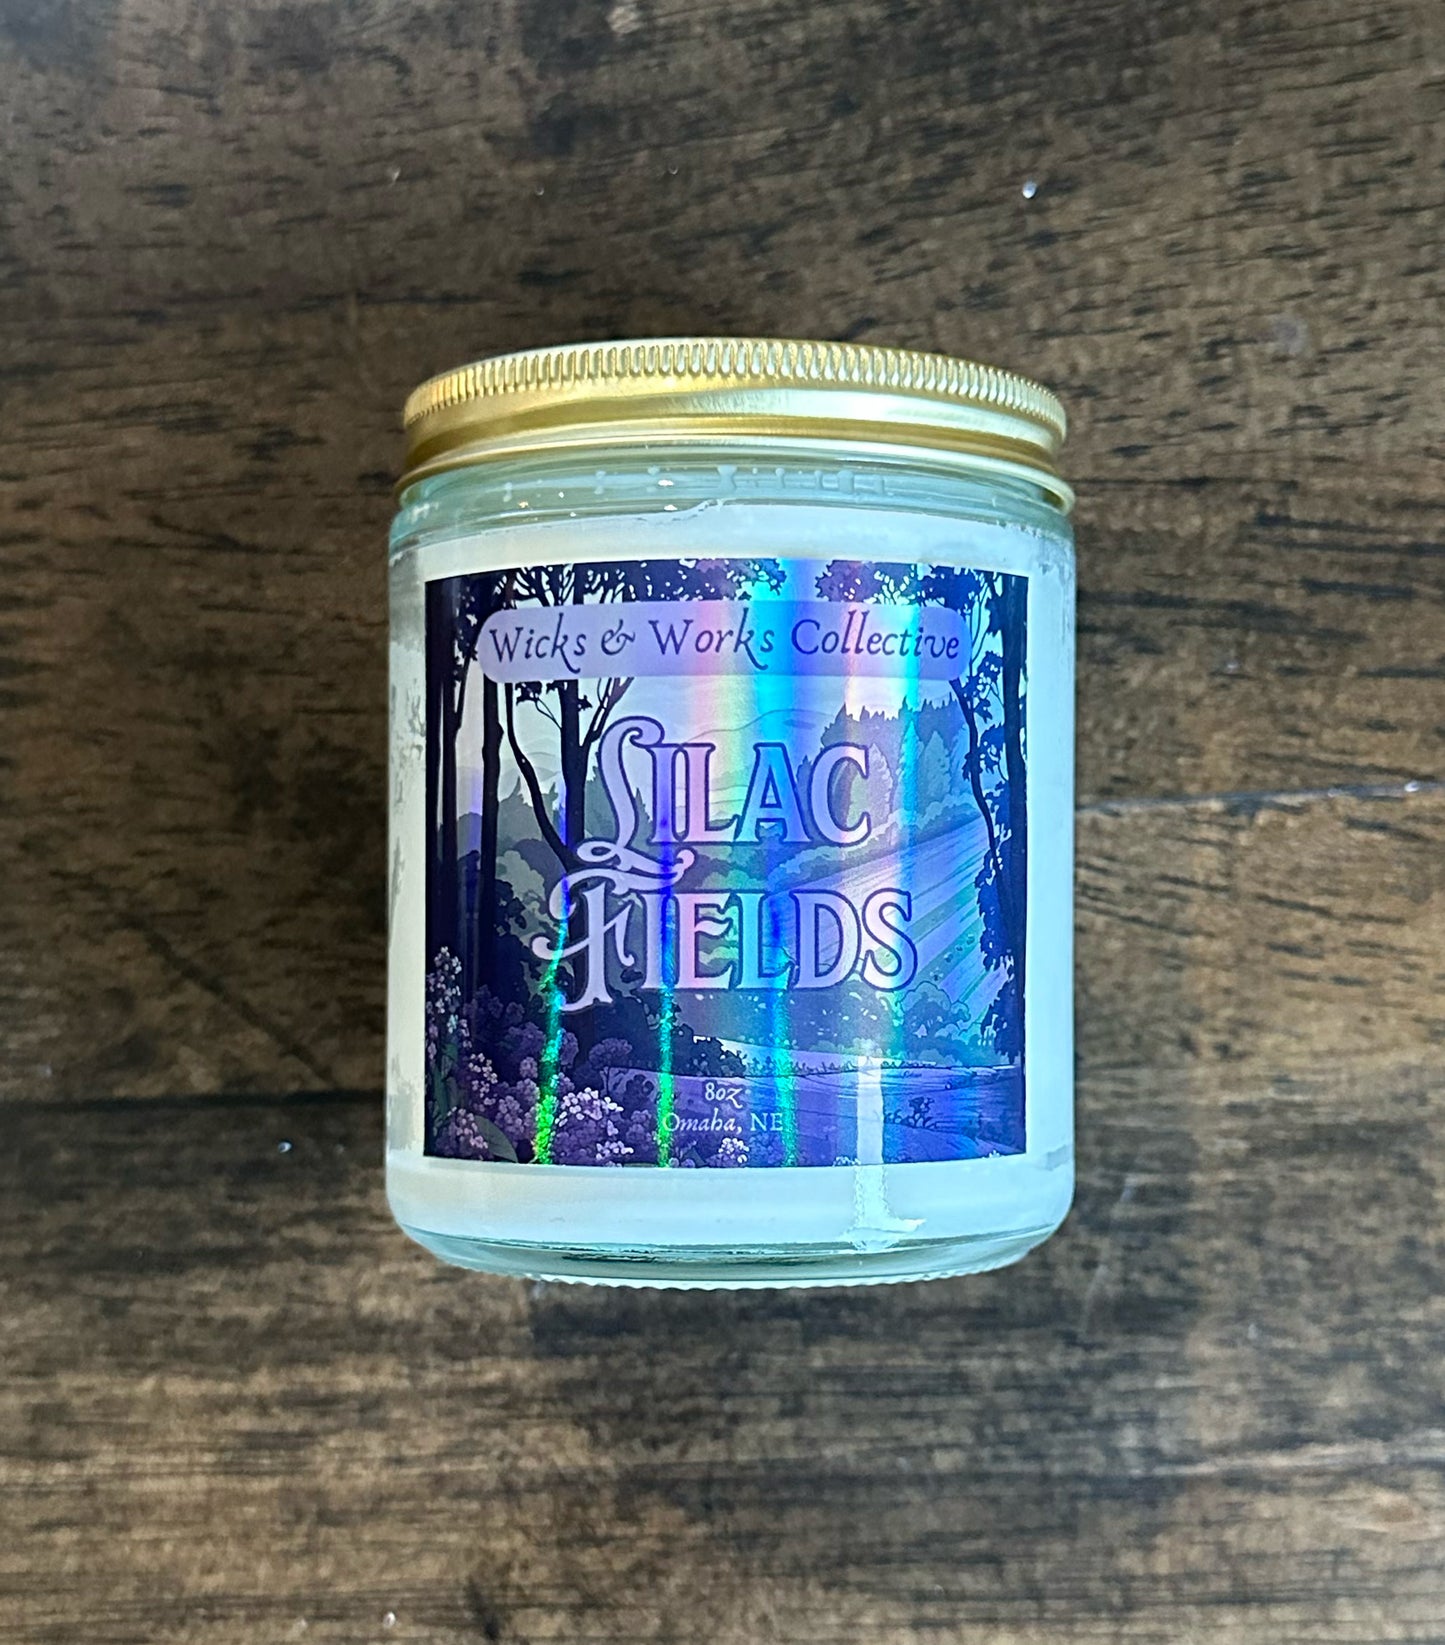 Wicks & Works Collective
LILAC
FIELDS
8oz
Omaha, NE